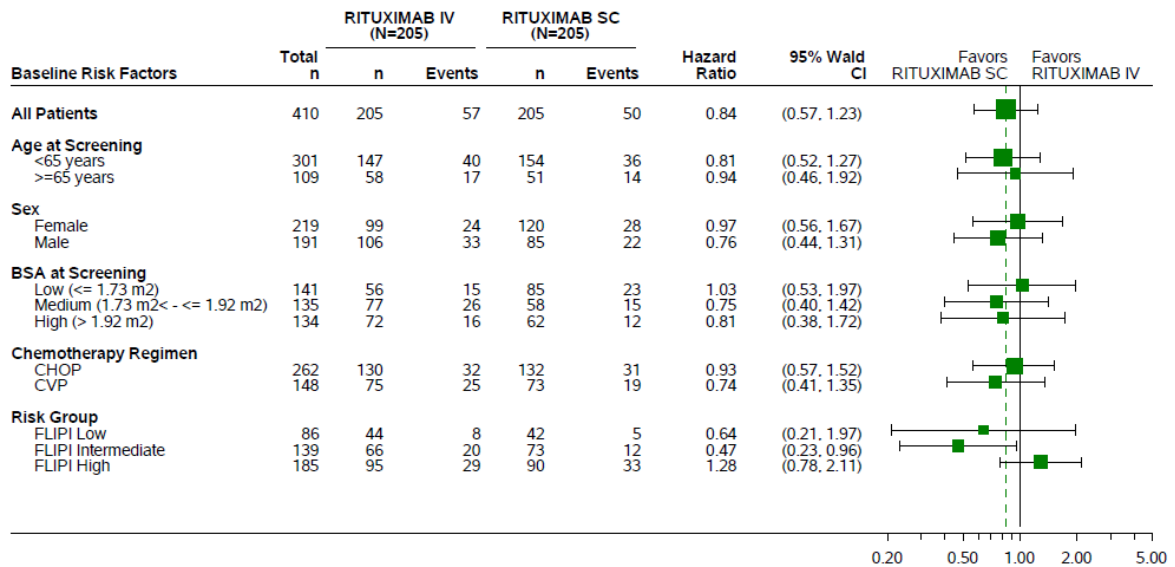 RITUXIMAB IV RITUXIMAB SC
(N=205) (N=205)
Total Hazard 95% Wald Favors Favors
Baseline Risk Factors n n Events n Events Ratio CI RITUXIMAB SC RITUXIMAB IV
All Patients 410 205 57 205 50 0.84 (0.57, 1.23)
Age at Screening
<65 years 301 147 40 154 36 0.81 (0.52, 1.27)
>=65 years 109 58 17 51 14 0.94 (0.46, 1.92)
Sex
Female 219 99 24 120 28 0.97 (0.56, 1.67)
Male 191 106 33 85 22 0.76 (0.44, 1.31)
BSA at Screening
Low (<= 1.73 m2) 141 56 15 85 23 1.03 (0.53, 1.97)
Medium (1.73 m2< - <= 1.92 m2) 135 77 26 58 15 0.75 (0.40, 1.42)
High (> 1.92 m2) 134 72 16 62 12 0.81 (0.38, 1.72)
Chemotherapy Regimen
CHOP 262 130 32 132 31 0.93 (0.57, 1.52)
CVP 148 75 25 73 19 0.74 (0.41, 1.35)
Risk Group
FLIPI Low 86 44 8 42 5 0.64 (0.21, 1.97)
FLIPI Intermediate 139 66 20 73 12 0.47 (0.23, 0.96)
FLIPI High 185 95 29 90 33 1.28 (0.78, 2.11)
0.20 0.50 1.00 2.00 5.00